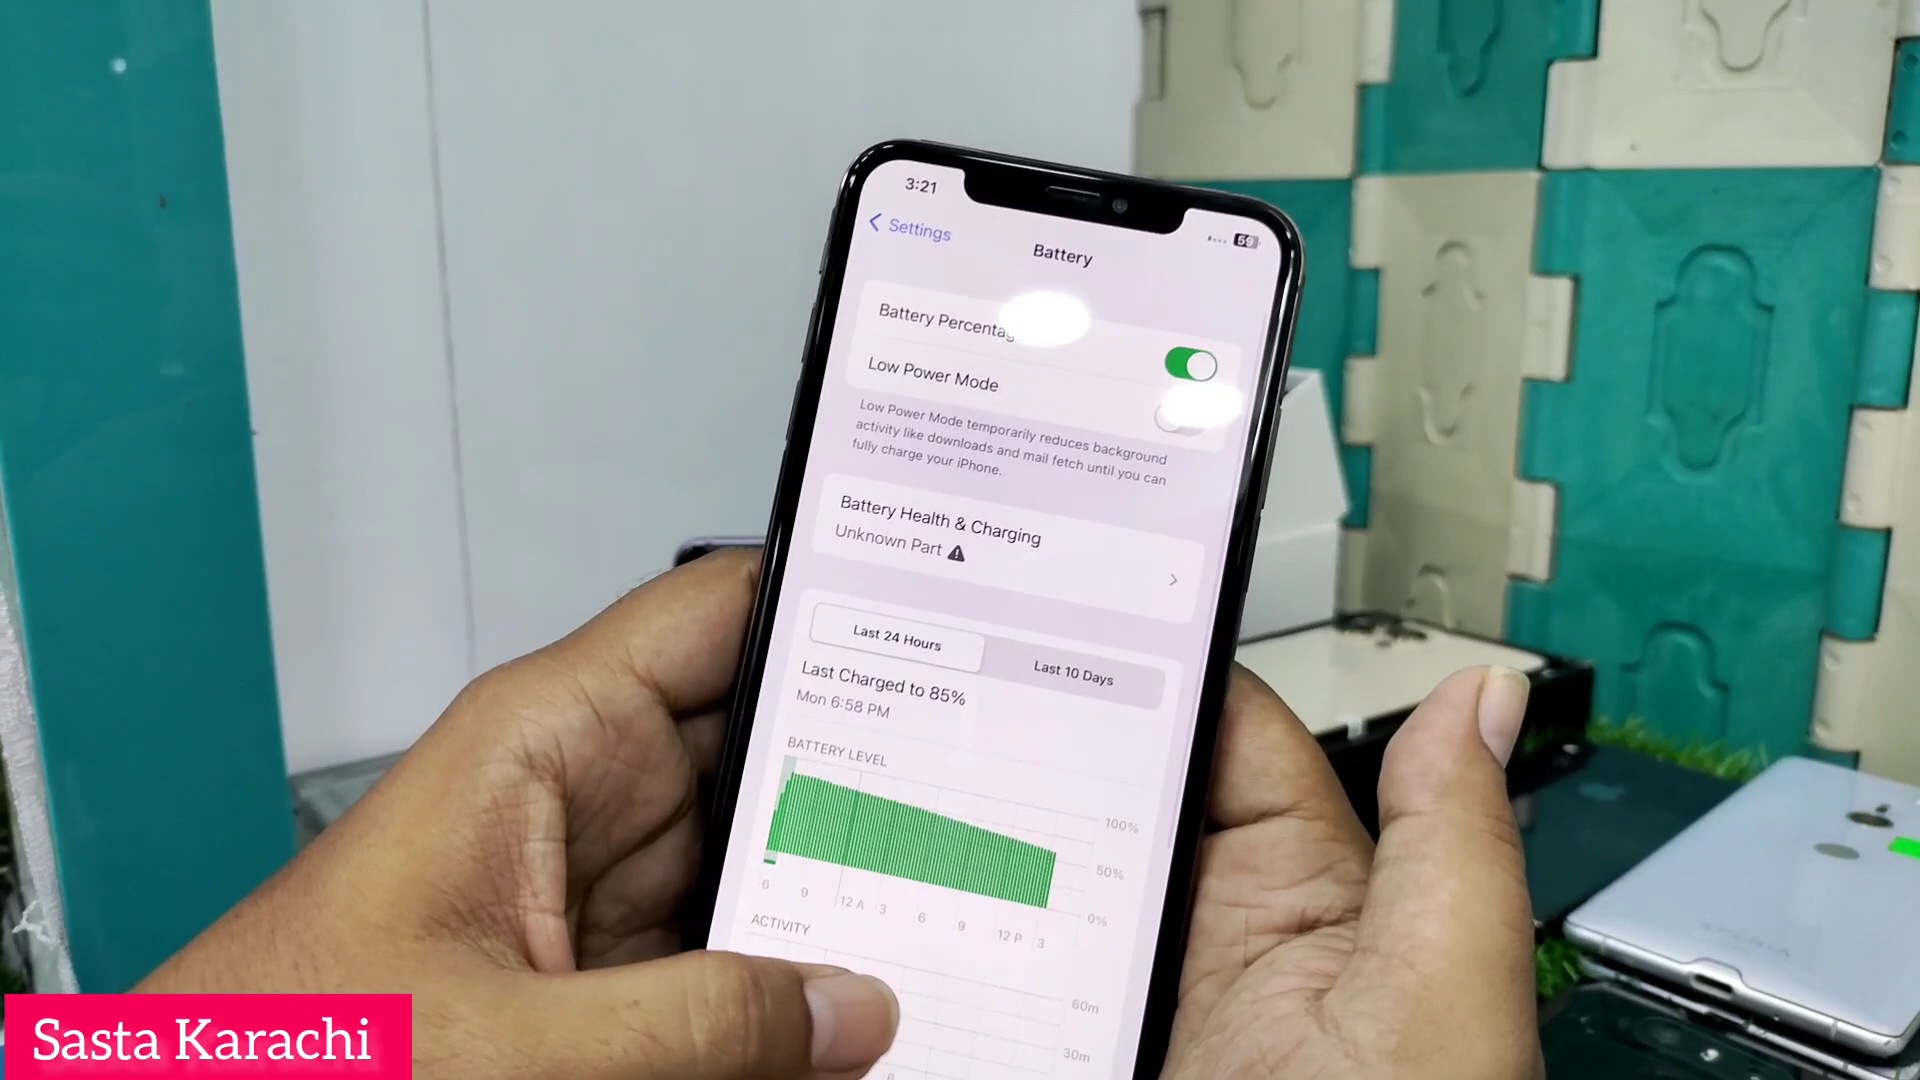 3:21
59
Settings
Battery
Battery Percentag
Low Power Mode
Low Power Mode temporarily reduces background
activity like downloads and mail fetch until you can
fully charge your iPhone.
Battery Health & Charging
Unknown Part
Last 24 Hours
Last 10 Days
Last Charged to 85%
Mon 6:58 PM
BATTERY LEVEL
100%
50%
0%
6 9 12 A 3 6 9 12 P 3
ACTIVITY
60m
30m
XPERIA
Sasta Karachi